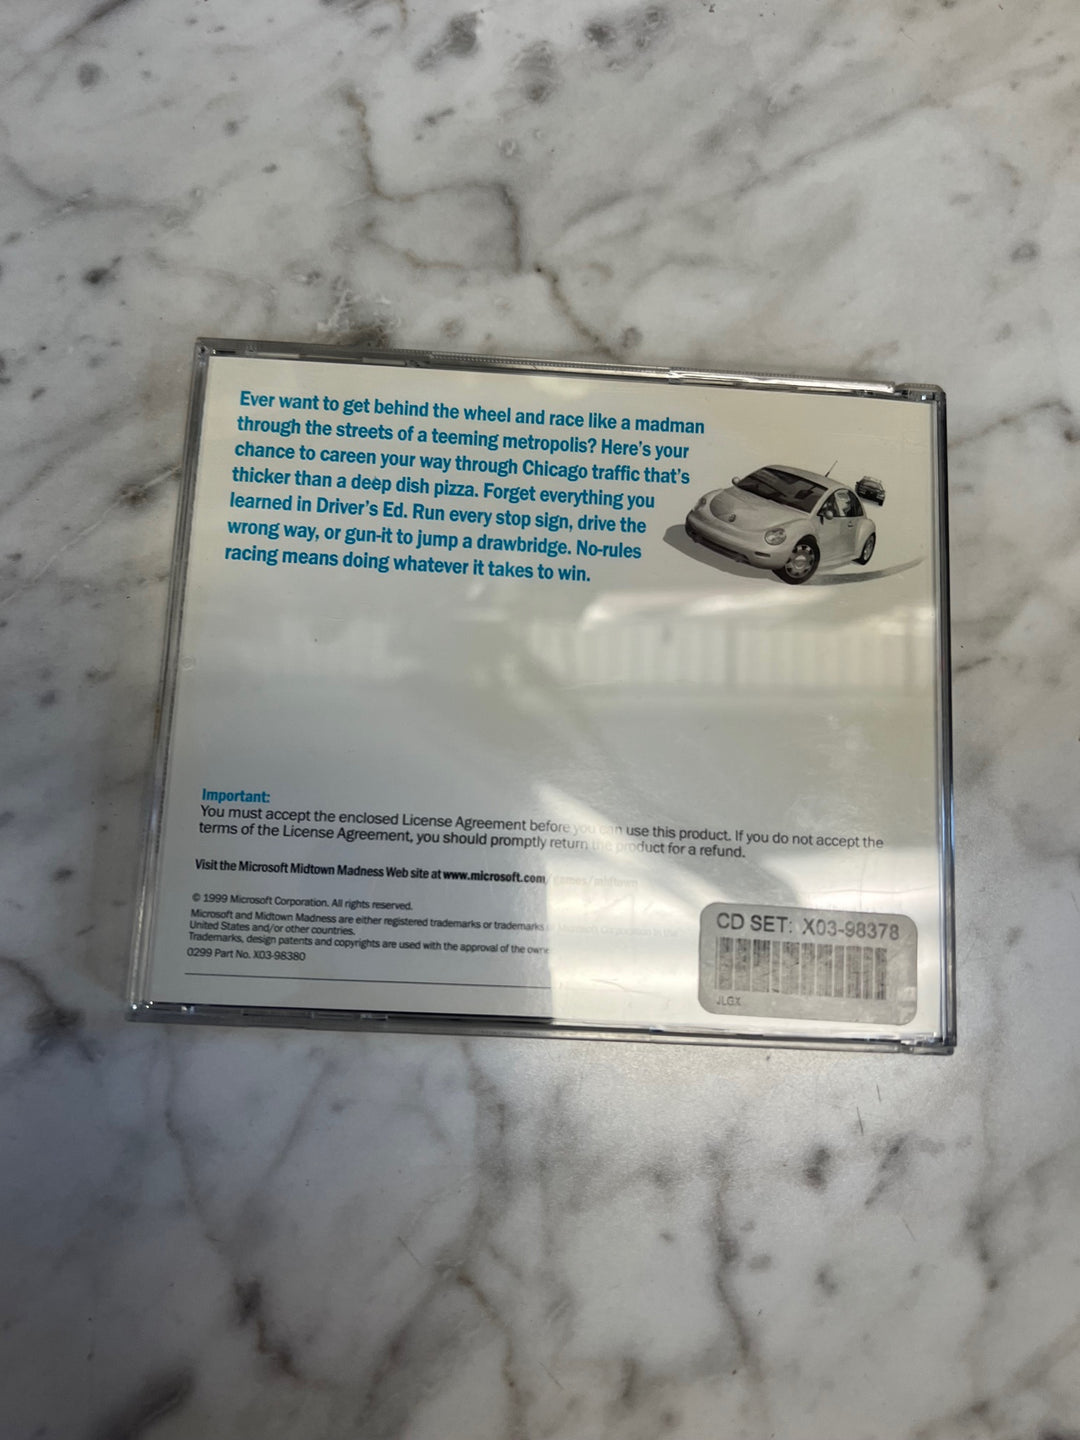 Ever want to get behind the wheel and race like a madman
through the streets of a teeming metropolis? Here's your
chance to careen your way through Chicago traffic that's
thicker than a deep dish pizza. Forget everything you
learned in Driver's Ed. Run every stop sign, drive the
wrong way, or gun-it to jump a drawbridge. No-rules
racing means doing whatever it takes to win.
Important:
You must accept the enclosed License Agreement before you can use this product. If you do not accept the
terms of the License Agreement, you should promptly return the product for a refund.
Visit the Microsoft Midtown Madness Web site at www.microsoft.com/games/midtown
© 1999 Microsoft Corporation. All rights reserved.
Microsoft and Midtown Madness are either registered trademarks or trademarks of Microsoft Corporation in the
United States and/or other countries.
Trademarks, design patents and copyrights are used with the approval of the
0299 Part No. X03-98380
CD SET: X03-98378
JLGX